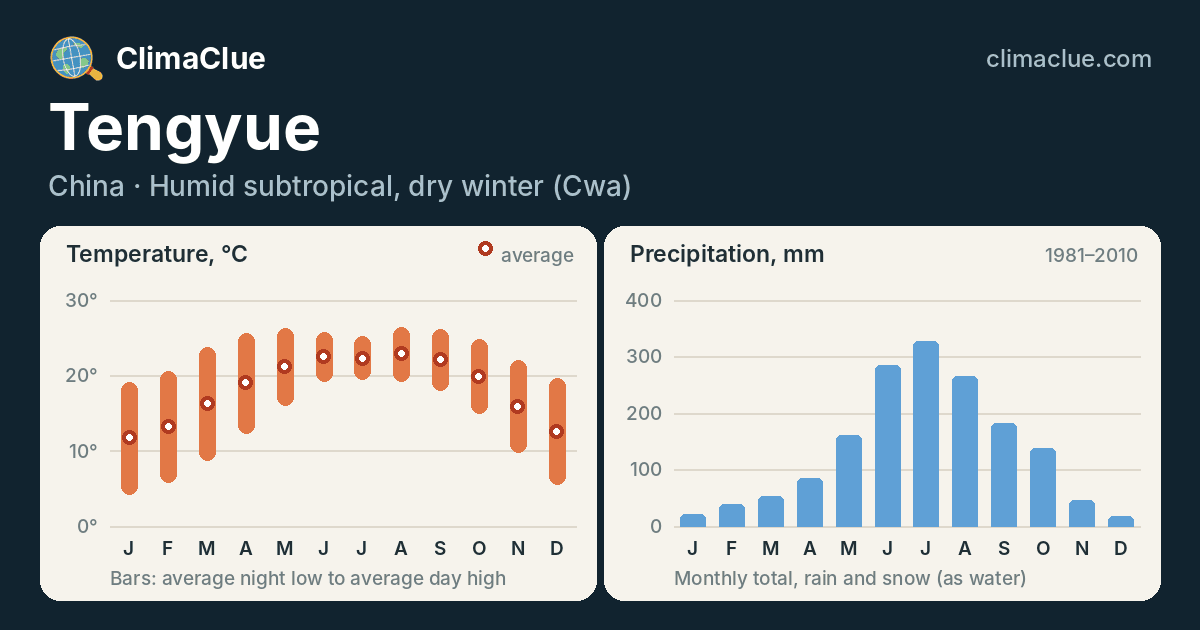 ClimaClue
climaclue.com
Tengyue
China · Humid subtropical, dry winter (Cwa)
Temperature, °C
average
30°
20°
10°
0°
J F M A M J J A S O N D
Bars: average night low to average day high
Precipitation, mm
1981–2010
400
300
200
100
0
J F M A M J J A S O N D
Monthly total, rain and snow (as water)